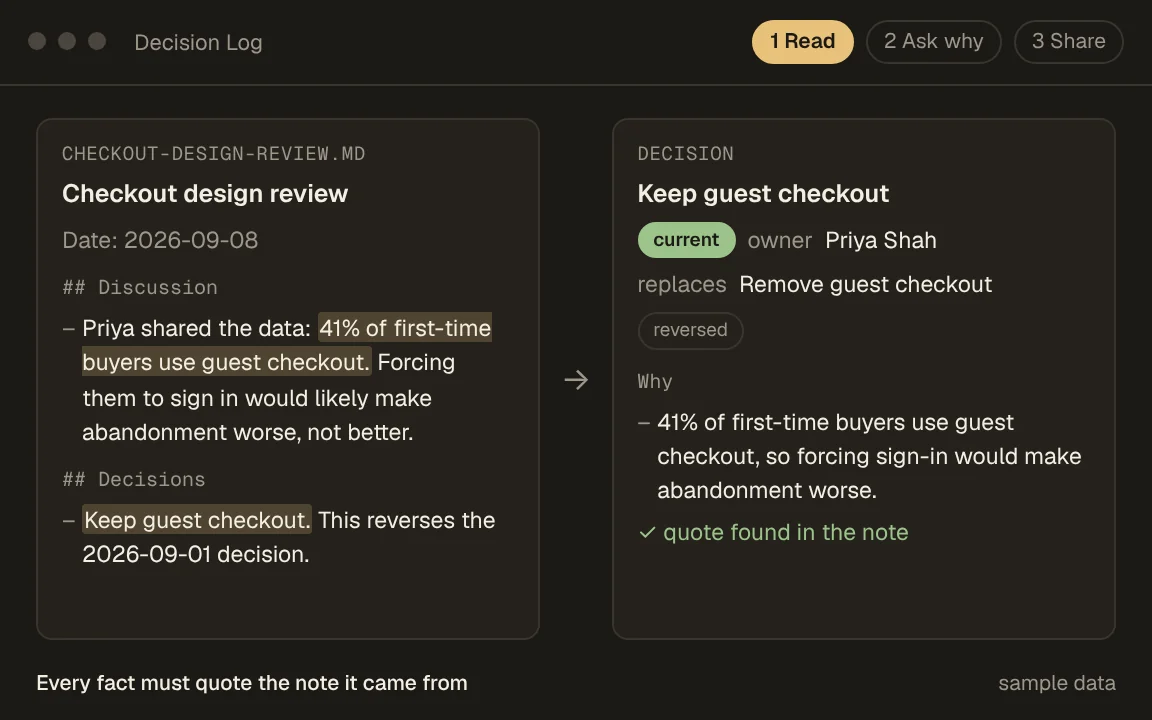 Decision Log
1 Read
2 Ask why
3 Share
CHECKOUT-DESIGN-REVIEW.MD
Checkout design review
Date: 2026-09-08
## Discussion
– Priya shared the data: 41% of first-time
buyers use guest checkout. Forcing
them to sign in would likely make
abandonment worse, not better.
## Decisions
– Keep guest checkout. This reverses the
2026-09-01 decision.
→
DECISION
Keep guest checkout
current owner Priya Shah
replaces Remove guest checkout
reversed
Why
– 41% of first-time buyers use guest
checkout, so forcing sign-in would make
abandonment worse.
✓ quote found in the note
Every fact must quote the note it came from
sample data